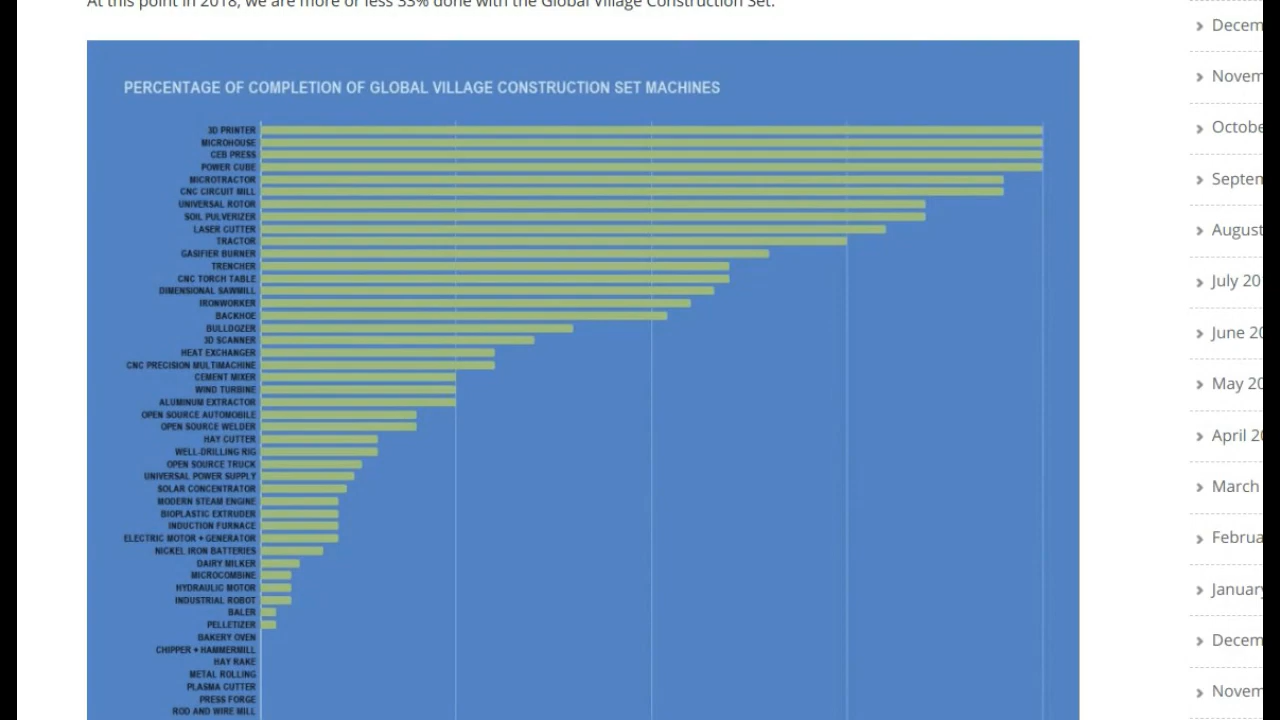 At this point in 2018, we are more or less 33% done with the Global Village Construction Set.
PERCENTAGE OF COMPLETION OF GLOBAL VILLAGE CONSTRUCTION SET MACHINES
3D PRINTER
MICROHOUSE
CEB PRESS
POWER CUBE
MICROTRACTOR
CNC CIRCUIT MILL
UNIVERSAL ROTOR
SOIL PULVERIZER
LASER CUTTER
TRACTOR
GASIFIER BURNER
TRENCHER
CNC TORCH TABLE
DIMENSIONAL SAWMILL
IRONWORKER
BACKHOE
BULLDOZER
3D SCANNER
HEAT EXCHANGER
CNC PRECISION MULTIMACHINE
CEMENT MIXER
WIND TURBINE
ALUMINUM EXTRACTOR
OPEN SOURCE AUTOMOBILE
OPEN SOURCE WELDER
HAY CUTTER
WELL-DRILLING RIG
OPEN SOURCE TRUCK
UNIVERSAL POWER SUPPLY
SOLAR CONCENTRATOR
MODERN STEAM ENGINE
BIOPLASTIC EXTRUDER
INDUCTION FURNACE
ELECTRIC MOTOR + GENERATOR
NICKEL IRON BATTERIES
DAIRY MILKER
MICROCOMBINE
HYDRAULIC MOTOR
INDUSTRIAL ROBOT
BALER
PELLETIZER
BAKERY OVEN
CHIPPER + HAMMERMILL
HAY RAKE
METAL ROLLING
PLASMA CUTTER
PRESS FORGE
ROD AND WIRE MILL
Decem
Novem
Octobe
Septen
August
July 20
June 20
May 20
April 20
March
Februa
January
Decem
Novem